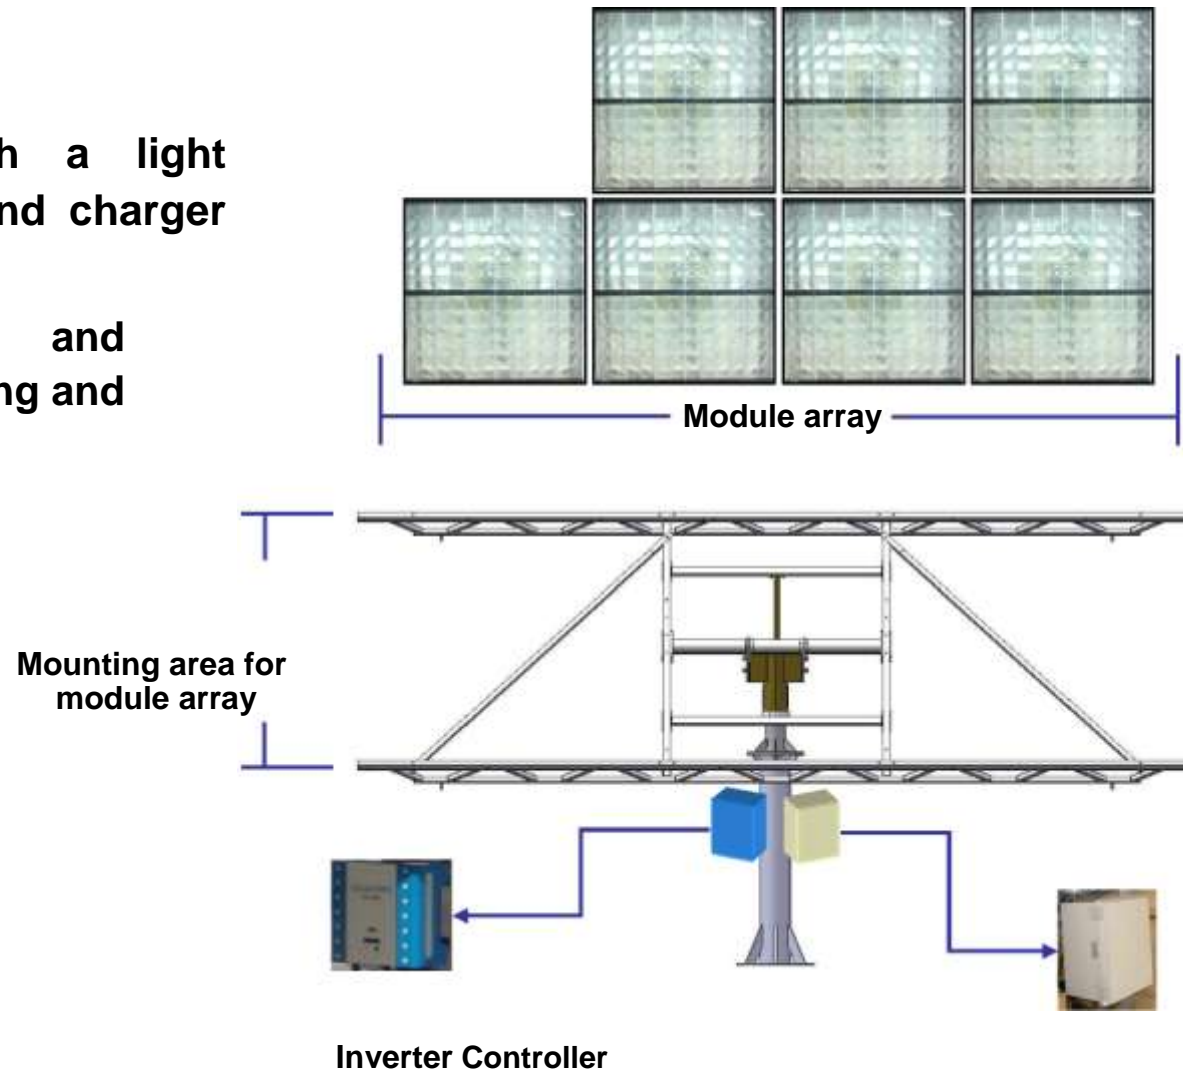 h a light
nd charger
and
ng and
Module array
Mounting area for
module array
Inverter Controller